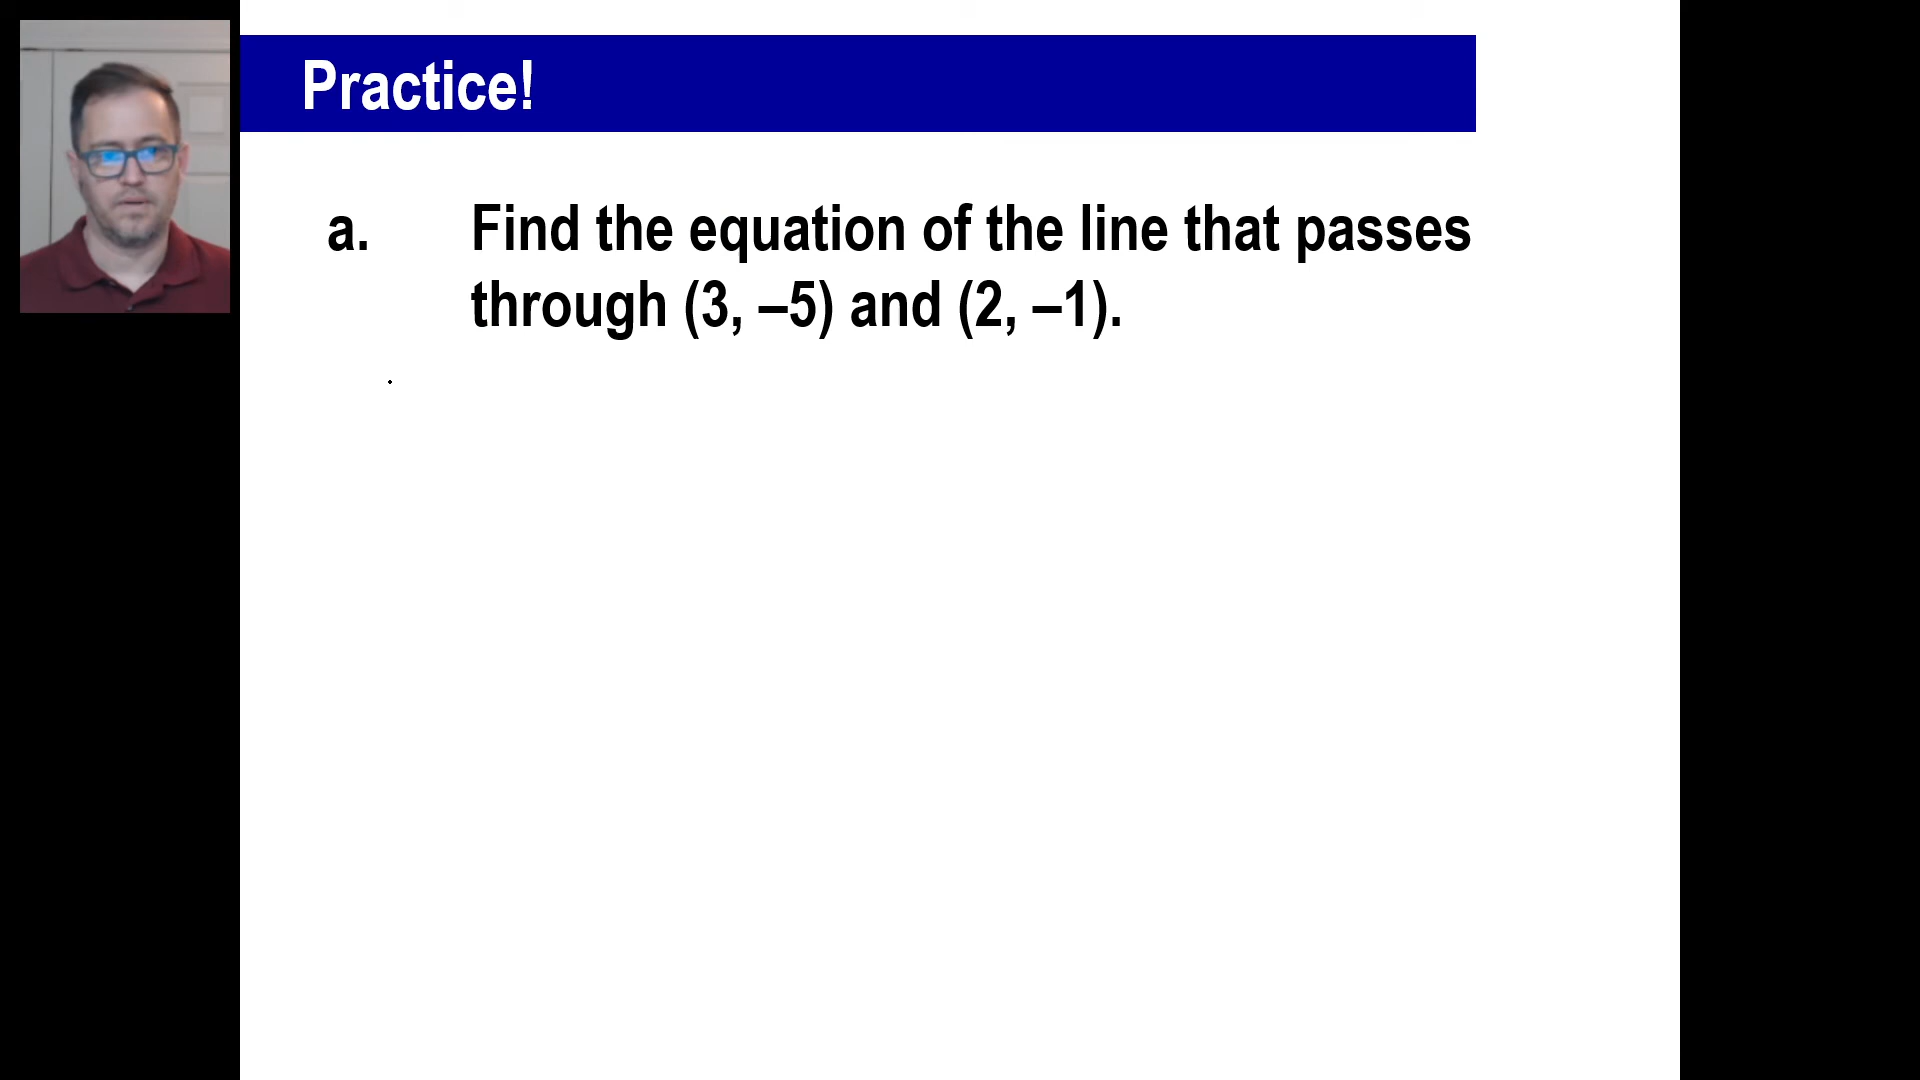 Practice!
a. Find the equation of the line that passes
through (3, –5) and (2, –1).